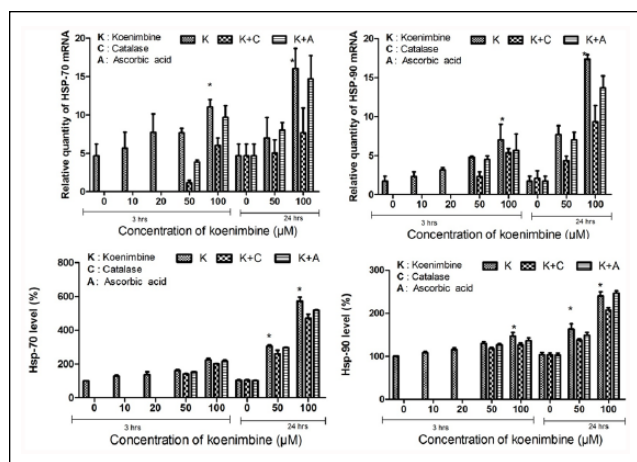 K : Koenimbine
C : Catalase
A : Ascorbic acid
K K+C K+A
Relative quantity of HSP-70 mRNA
20
15
10
5
0
*
*
0 10 20 50 100 0 50 100
3 hrs 24 hrs
Concentration of koenimbine (µM)
K : Koenimbine
C : Catalase
A : Ascorbic acid
K K+C K+A
Relative quantity of HSP-90 mRNA
20
15
10
5
0
*
*
0 10 20 50 100 0 50 100
3 hrs 24 hrs
Concentration of koenimbine (µM)
K : Koenimbine
C : Catalase
A : Ascorbic acid
K K+C K+A
Hsp-70 level (%)
800
600
400
200
0
*
*
0 10 20 50 100 0 50 100
3 hrs 24 hrs
Concentration of koenimbine (µM)
K : Koenimbine
C : Catalase
A : Ascorbic acid
K K+C K+A
Hsp-90 level (%)
300
200
100
0
*
*
*
0 10 20 50 100 0 50 100
3 hrs 24 hrs
Concentration of koenimbine (µM)